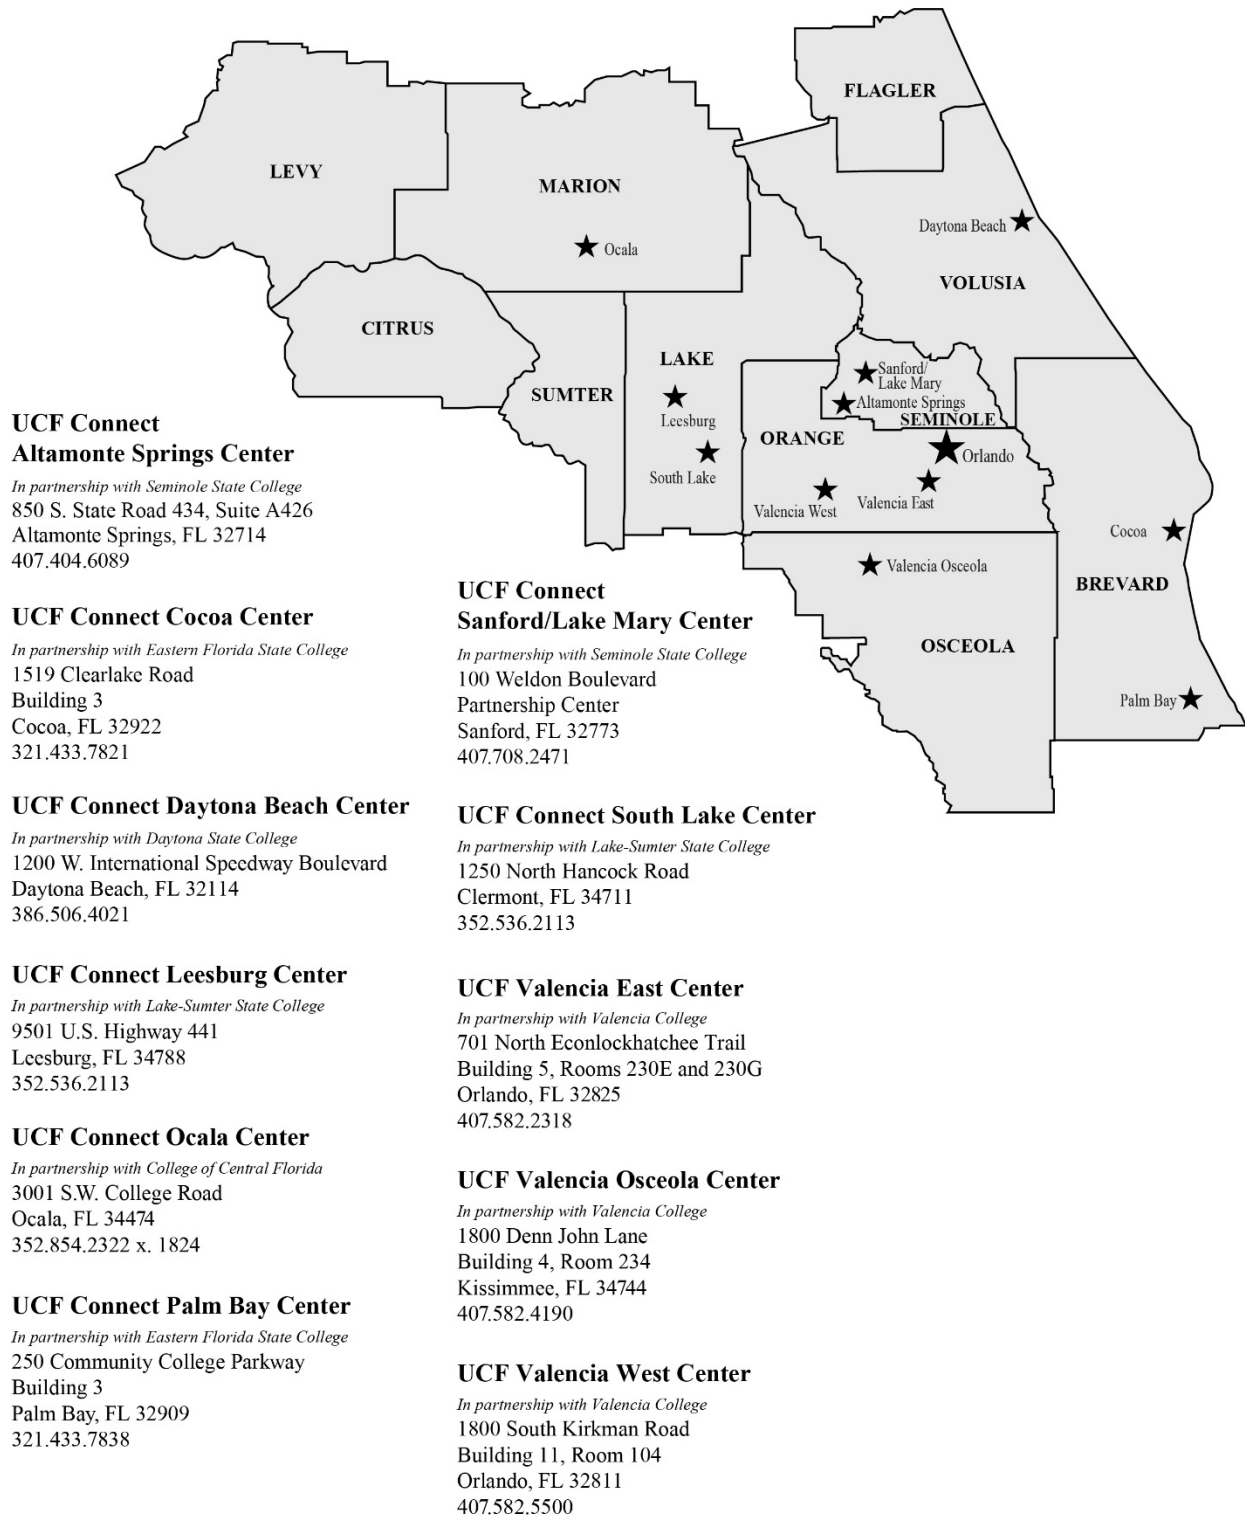 FLAGLER
LEVY
MARION
Daytona Beach
Ocala
VOLUSIA
CITRUS
LAKE
Sanford/
Lake Mary
SUMTER
Altamonte Springs
Leesburg
SEMINOLE
ORANGE
Orlando
South Lake
Valencia West
Valencia East
Cocoa
Valencia Osceola
BREVARD
OSCEOLA
Palm Bay
UCF Connect
Altamonte Springs Center
In partnership with Seminole State College
850 S. State Road 434, Suite A426
Altamonte Springs, FL 32714
407.404.6089
UCF Connect Cocoa Center
In partnership with Eastern Florida State College
1519 Clearlake Road
Building 3
Cocoa, FL 32922
321.433.7821
UCF Connect Daytona Beach Center
In partnership with Daytona State College
1200 W. International Speedway Boulevard
Daytona Beach, FL 32114
386.506.4021
UCF Connect Leesburg Center
In partnership with Lake-Sumter State College
9501 U.S. Highway 441
Leesburg, FL 34788
352.536.2113
UCF Connect Ocala Center
In partnership with College of Central Florida
3001 S.W. College Road
Ocala, FL 34474
352.854.2322 x. 1824
UCF Connect Palm Bay Center
In partnership with Eastern Florida State College
250 Community College Parkway
Building 3
Palm Bay, FL 32909
321.433.7838
UCF Connect
Sanford/Lake Mary Center
In partnership with Seminole State College
100 Weldon Boulevard
Partnership Center
Sanford, FL 32773
407.708.2471
UCF Connect South Lake Center
In partnership with Lake-Sumter State College
1250 North Hancock Road
Clermont, FL 34711
352.536.2113
UCF Valencia East Center
In partnership with Valencia College
701 North Econlockhatchee Trail
Building 5, Rooms 230E and 230G
Orlando, FL 32825
407.582.2318
UCF Valencia Osceola Center
In partnership with Valencia College
1800 Denn John Lane
Building 4, Room 234
Kissimmee, FL 34744
407.582.4190
UCF Valencia West Center
In partnership with Valencia College
1800 South Kirkman Road
Building 11, Room 104
Orlando, FL 32811
407.582.5500